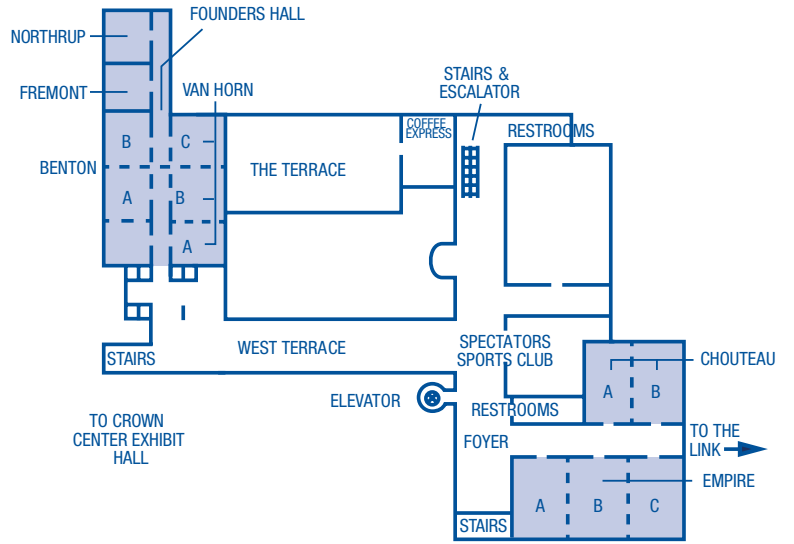 FOUNDERS HALL
NORTHRUP
STAIRS &
ESCALATOR
FREMONT
VAN HORN
COFFEE
EXPRESS
RESTROOMS
B
C
BENTON
THE TERRACE
A
B
A
SPECTATORS
SPORTS CLUB
WEST TERRACE
STAIRS
CHOUTEAU
A
B
ELEVATOR
RESTROOMS
TO CROWN
CENTER EXHIBIT
HALL
FOYER
TO THE
LINK
EMPIRE
A
B
C
STAIRS